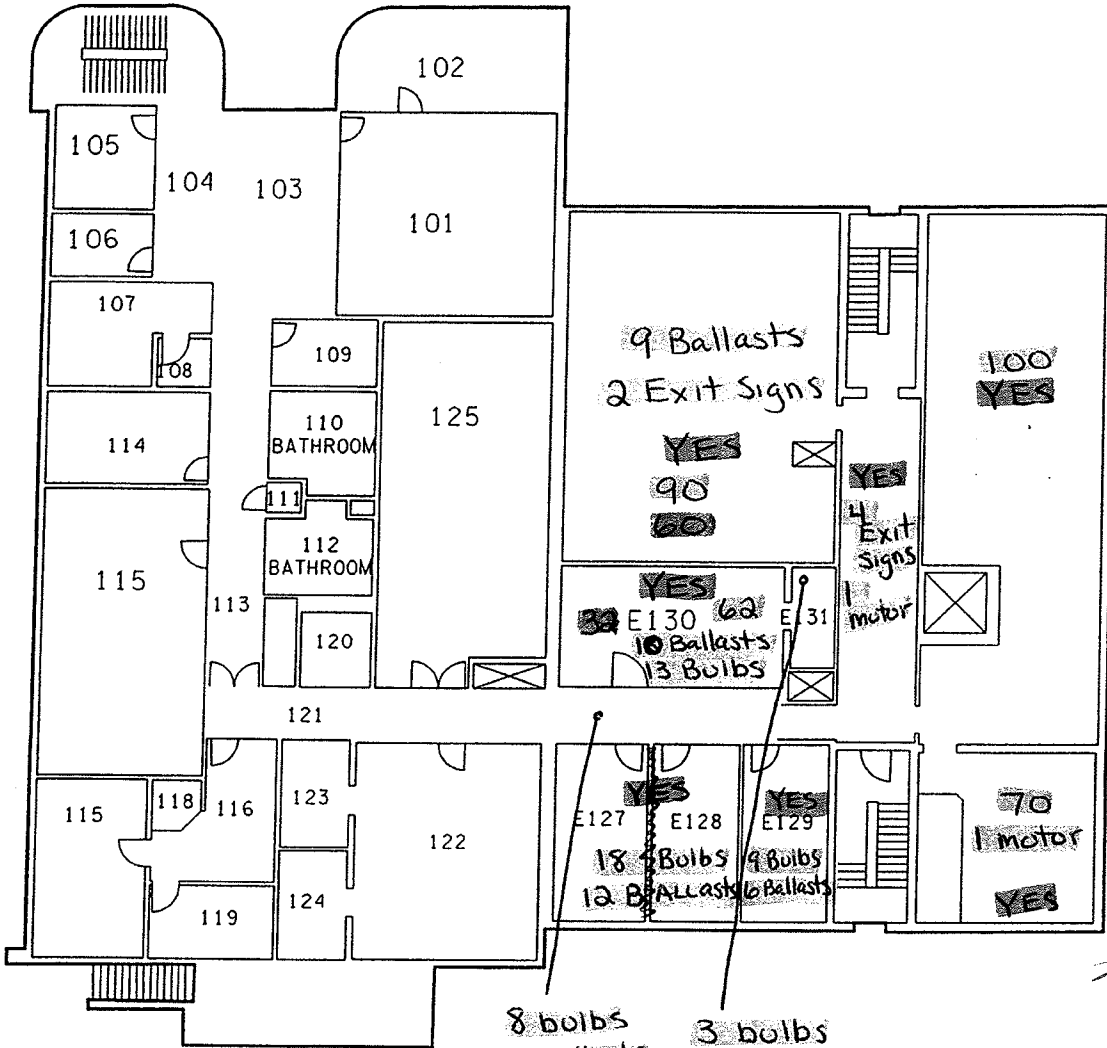 102
105
104
103
101
106
107
108
109
114
110
BATHROOM
111
112
BATHROOM
125
115
113
120
121
115
118
116
123
122
119
124
9 Ballasts
2 Exit Signs
YES
90
60
100
YES
YES
4
Exit
Signs
1
motor
YES
32 E130 62
10 Ballasts
13 Bulbs
E131
YES
E127 E128
18 Bulbs
12 BALLasts
YES
E129
9 Bulbs
6 Ballasts
70
1 motor
YES
8 bulbs
3 bulbs